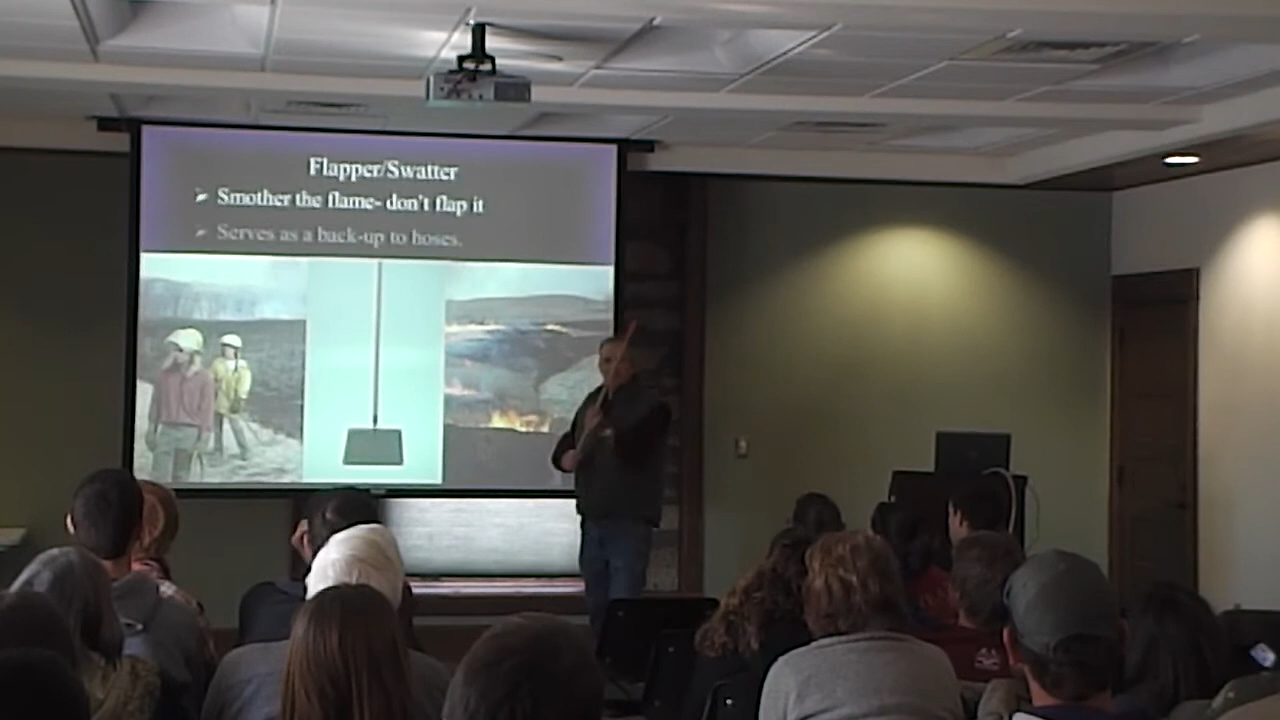 Flapper/Swatter
➢ Smother the flame- don't flap it
➢ Serves as a back-up to hoses.